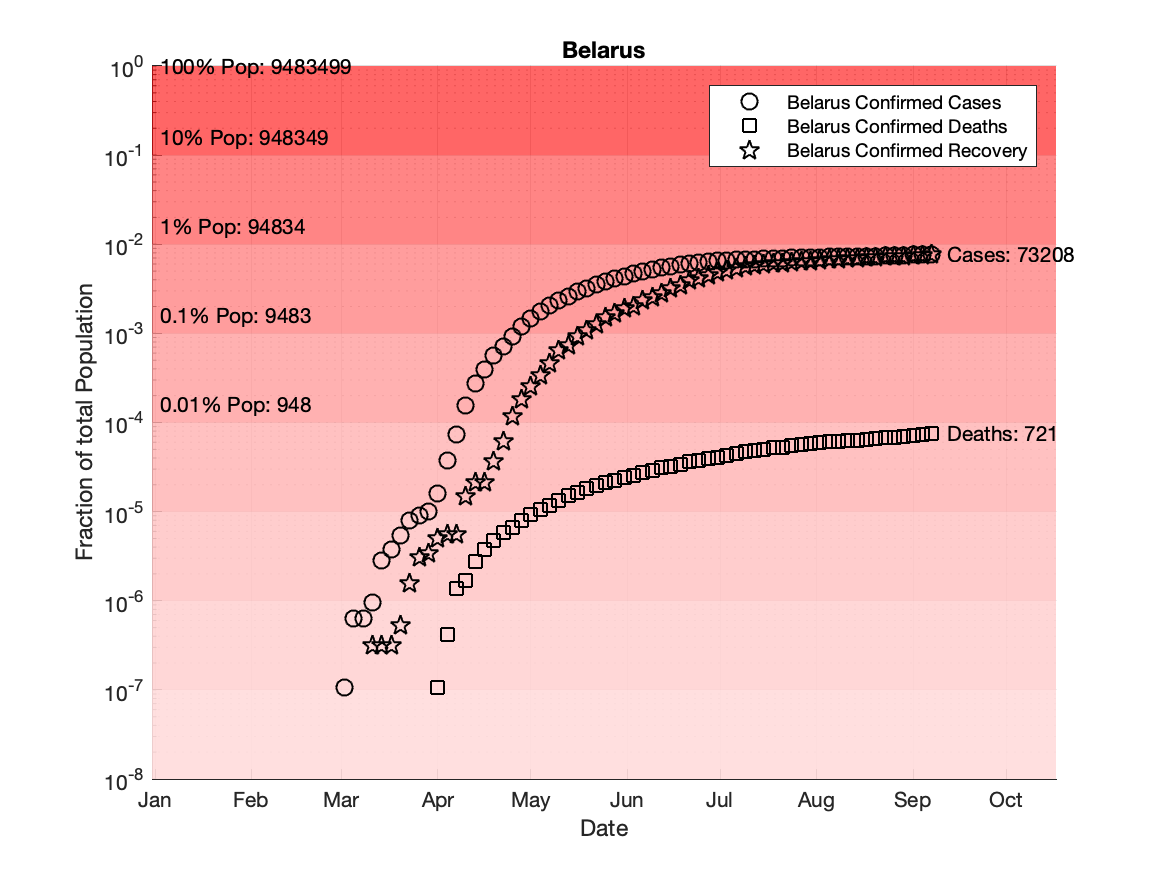 Belarus
10^0
100% Pop: 9483499
Belarus Confirmed Cases
Belarus Confirmed Deaths
Belarus Confirmed Recovery
10% Pop: 948349
10^-1
1% Pop: 94834
10^-2
Cases: 73208
0.1% Pop: 9483
10^-3
0.01% Pop: 948
10^-4
Deaths: 721
10^-5
10^-6
10^-7
10^-8
Fraction of total Population
Jan Feb Mar Apr May Jun Jul Aug Sep Oct
Date